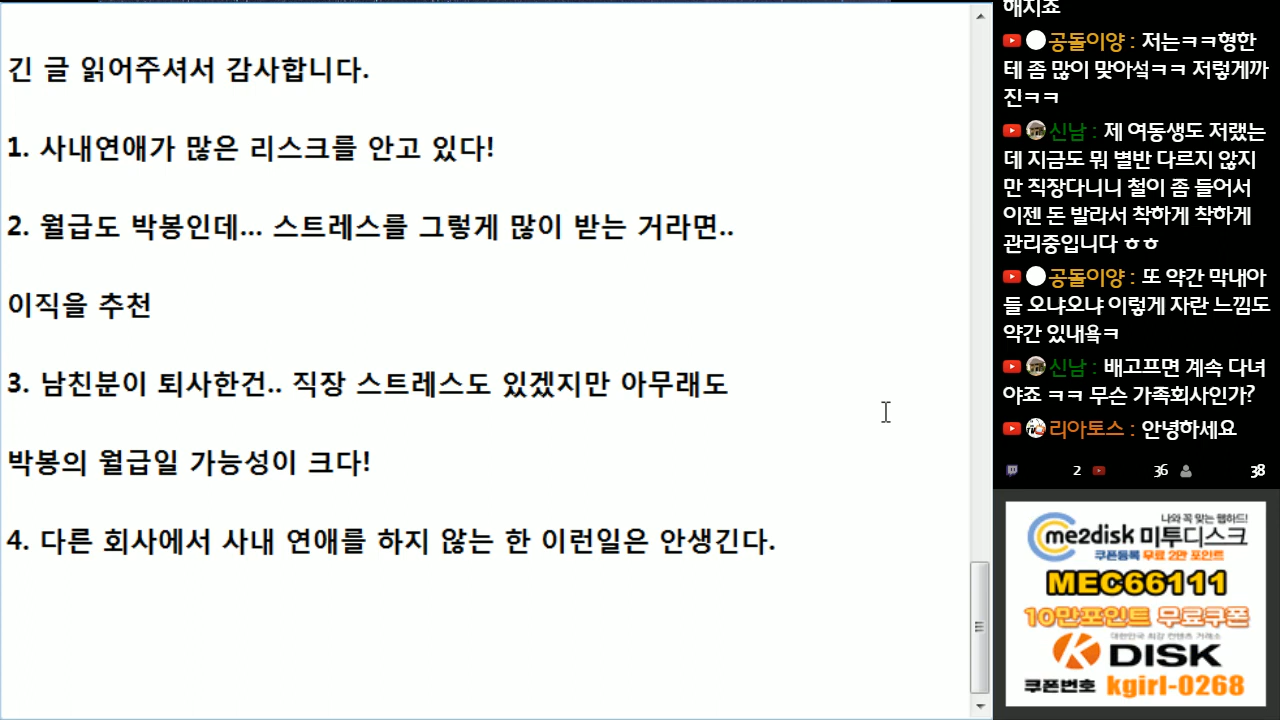 긴 글 읽어주셔서 감사합니다.
1. 사내연애가 많은 리스크를 안고 있다!
2. 월급도 박봉인데... 스트레스를 그렇게 많이 받는 거라면..
이직을 추천
3. 남친분이 퇴사한건.. 직장 스트레스도 있겠지만 아무래도
박봉의 월급일 가능성이 크다!
4. 다른 회사에서 사내 연애를 하지 않는 한 이런일은 안생긴다.
해지죠
공돌이양 : 저는ㅋㅋ형한
테 좀 많이 맞아섴ㅋㅋ 저렇게까
진ㅋㅋ
신남 : 제 여동생도 저랬는
데 지금도 뭐 별반 다르지 않지
만 직장다니니 철이 좀 들어서
이젠 돈 발라서 착하게 착하게
관리중입니다 ㅎㅎ
공돌이양 : 또 약간 막내아
들 오냐오냐 이렇게 자란 느낌도
약간 있내욬ㅋ
신남 : 배고프면 계속 다녀
야죠 ㅋㅋ 무슨 가족회사인가?
리아토스 : 안녕하세요
2 36 38
나와 꼭 맞는 웹하드!
me2disk 미투디스크
쿠폰등록 무료 2만 포인트
MEC66111
10만포인트 무료쿠폰
대한민국 최강 컨텐츠 거래소
K DISK
쿠폰번호 kgirl-0268